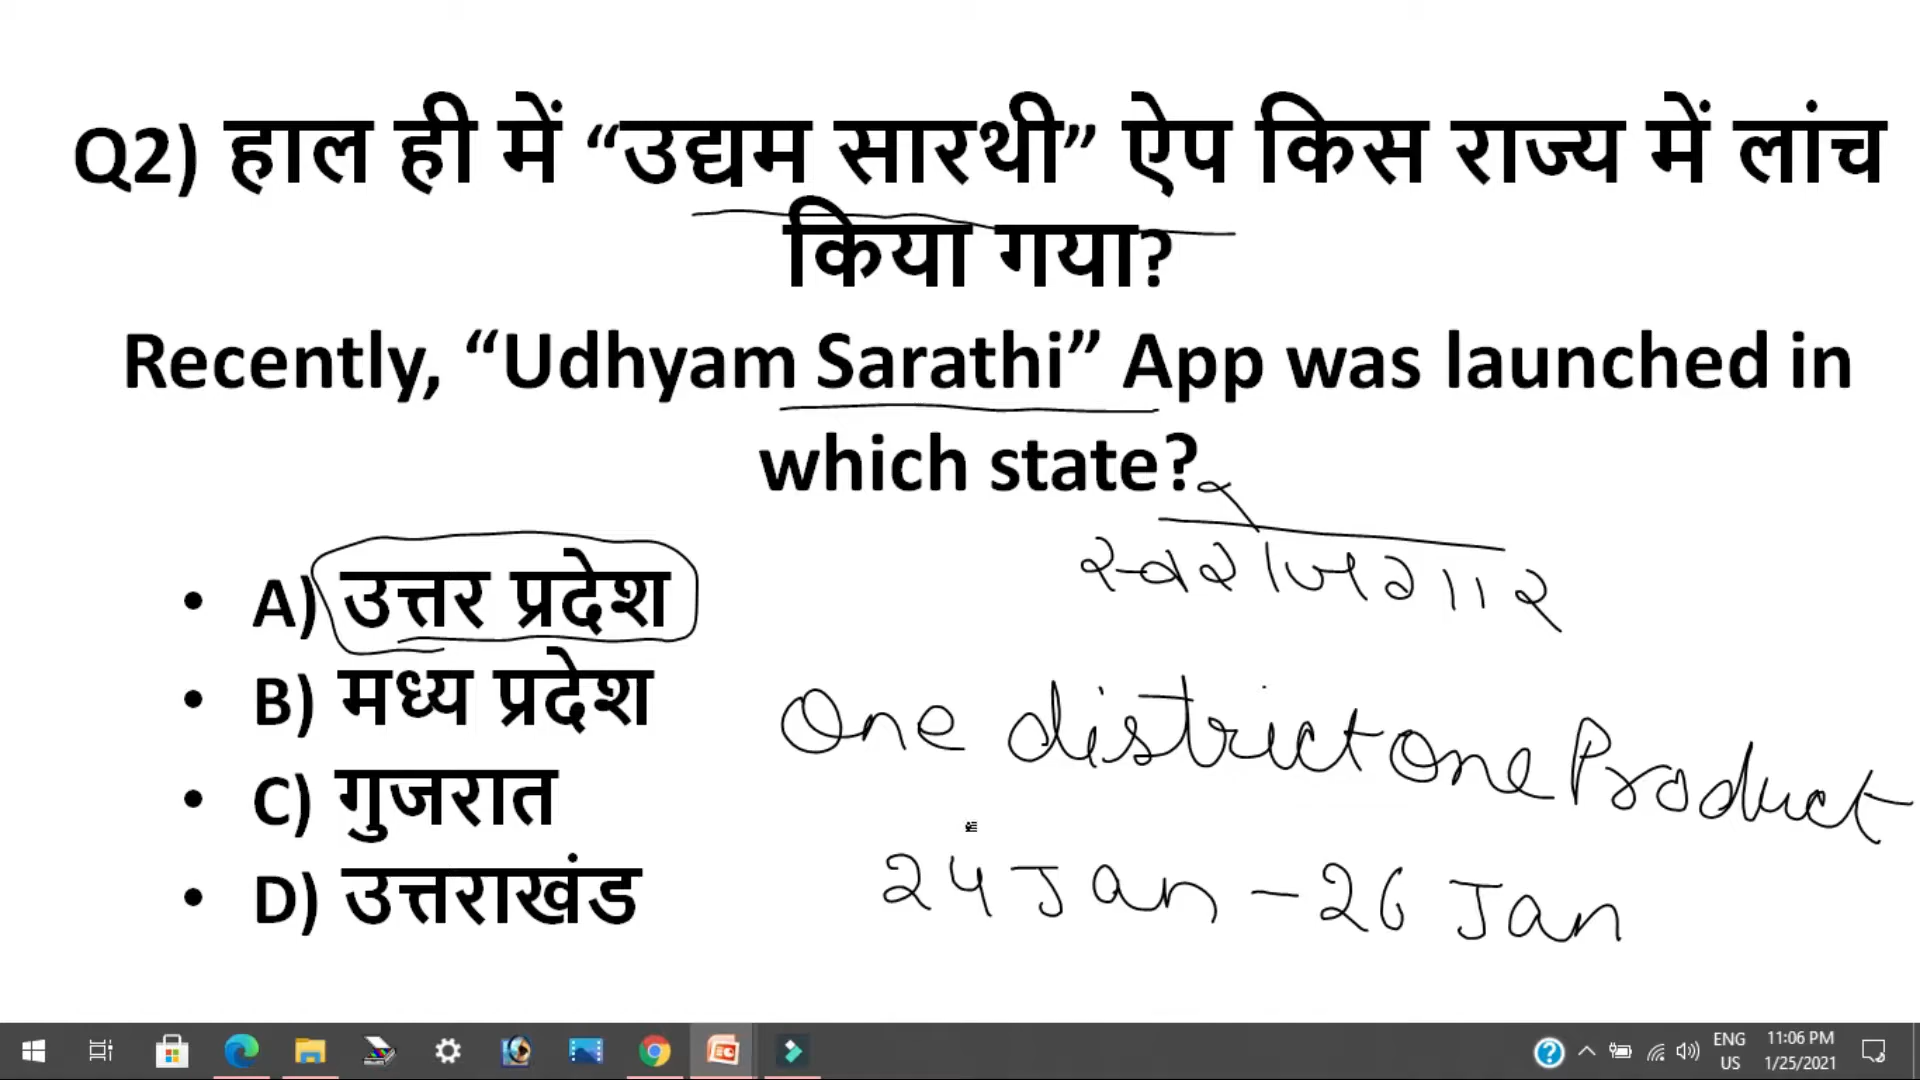 Q2) हाल ही में “उद्यम सारथी” ऐप किस राज्य में लांच
किया गया?
Recently, “Udhyam Sarathi” App was launched in
which state?
• A) उत्तर प्रदेश
• B) मध्य प्रदेश
• C) गुजरात
• D) उत्तराखंड
स्वरोजगार
One district One Product
24 Jan - 26 Jan
ENG
US
11:06 PM
1/25/2021